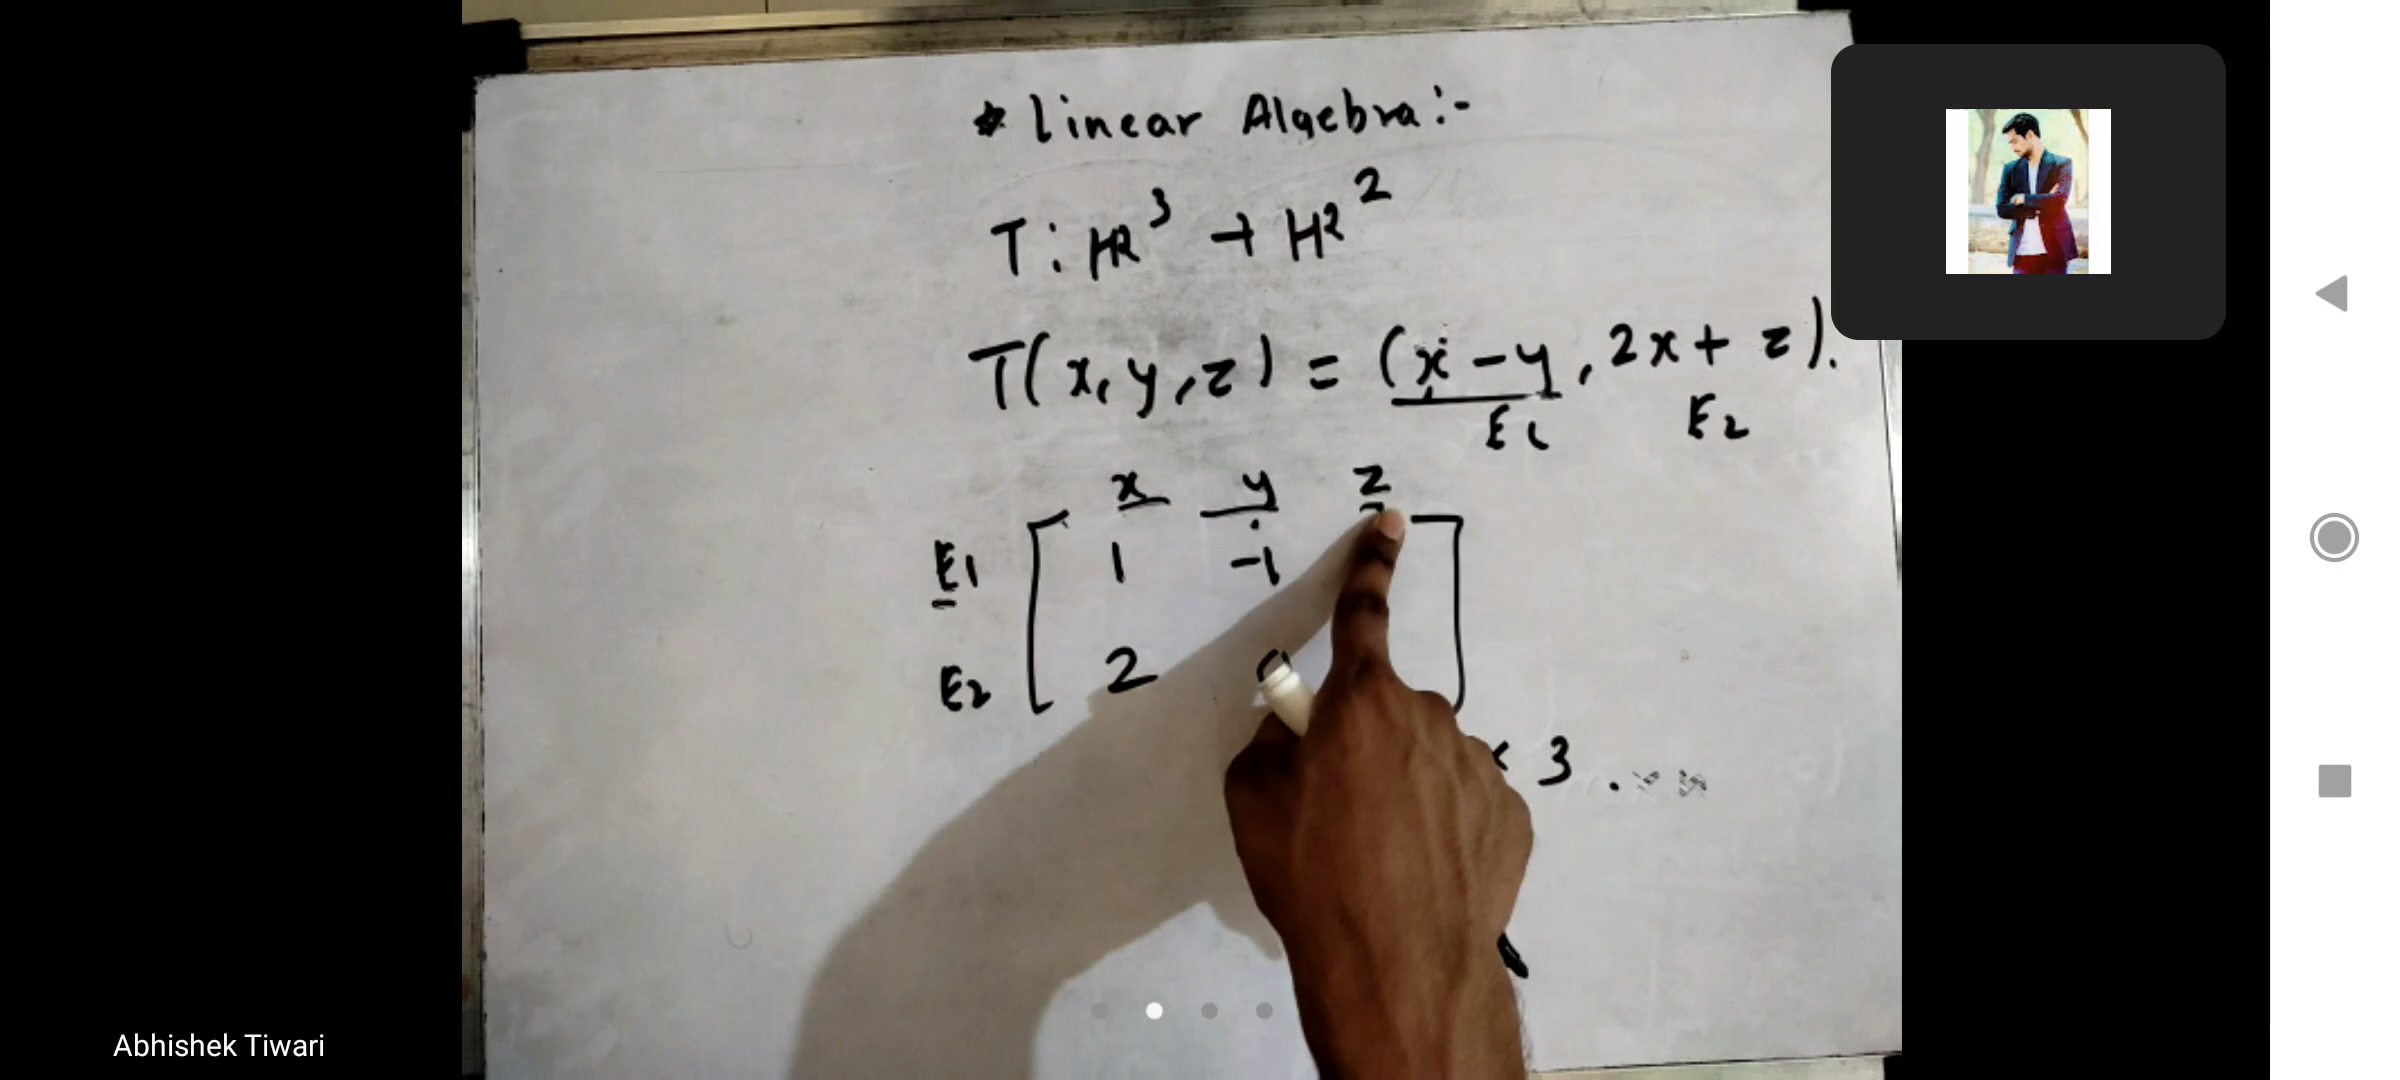 * Linear Algebra:-
T: ℝ³ → ℝ²
T(x, y, z) = (x - y, 2x + z).
E1 E2
x y z
E1 1 -1
E2 2
3 .
Abhishek Tiwari